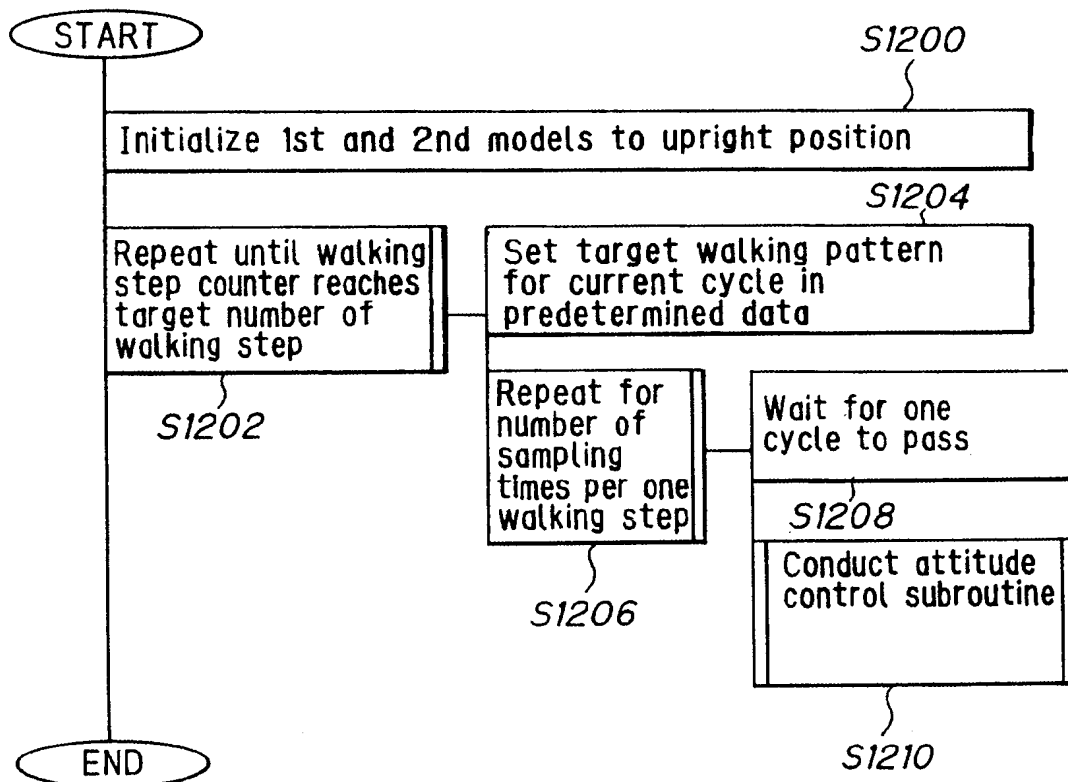 START
S1200
Initialize 1st and 2nd models to upright position
S1204
Repeat until walking
step counter reaches
target number of
walking step
Set target walking pattern
for current cycle in
predetermined data
S1202
Repeat for
number of
sampling
times per one
walking step
Wait for one
cycle to pass
S1208
Conduct attitude
control subroutine
S1206
S1210
END